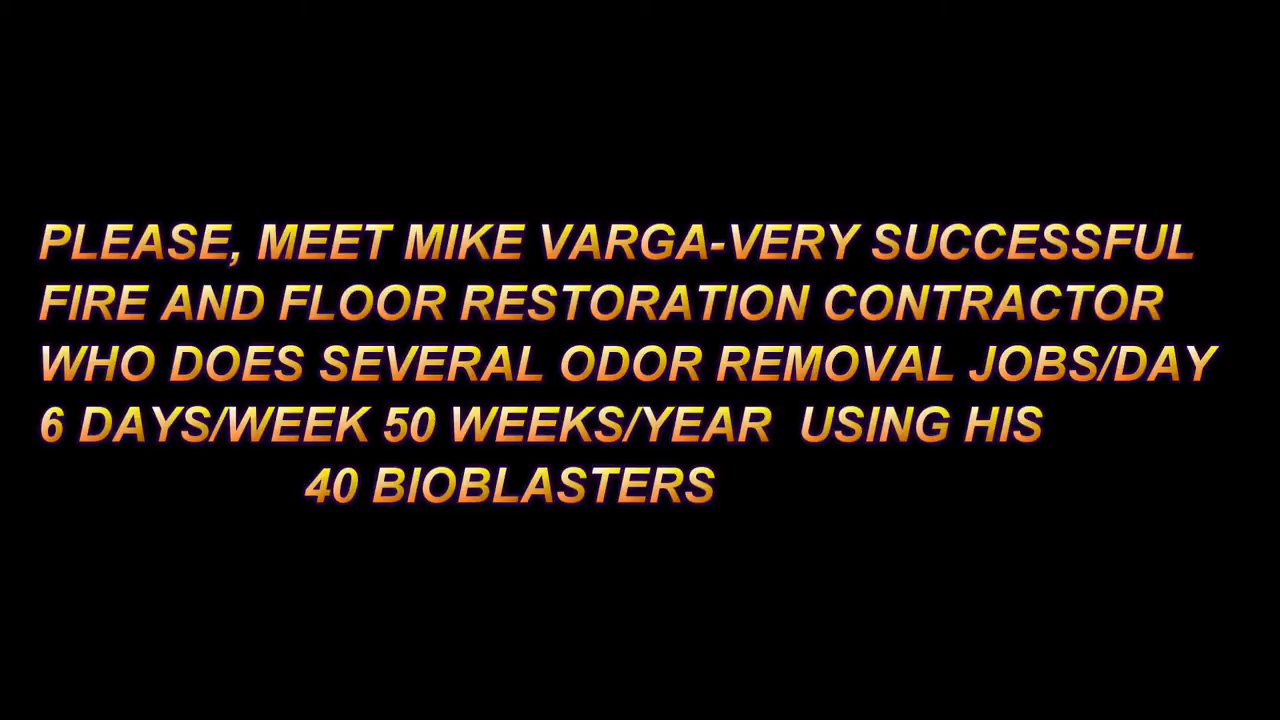 PLEASE, MEET MIKE VARGA-VERY SUCCESSFUL
FIRE AND FLOOR RESTORATION CONTRACTOR
WHO DOES SEVERAL ODOR REMOVAL JOBS/DAY
6 DAYS/WEEK 50 WEEKS/YEAR  USING HIS
40 BIOBLASTERS